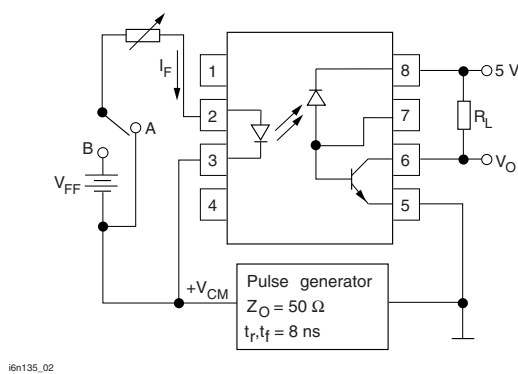 I_F
1
2
3
4
8
7
6
5
5 V
R_L
V_O
A
B
V_FF
+V_CM
Pulse generator
Z_O = 50 Ω
t_r,t_f = 8 ns
i6n135_02